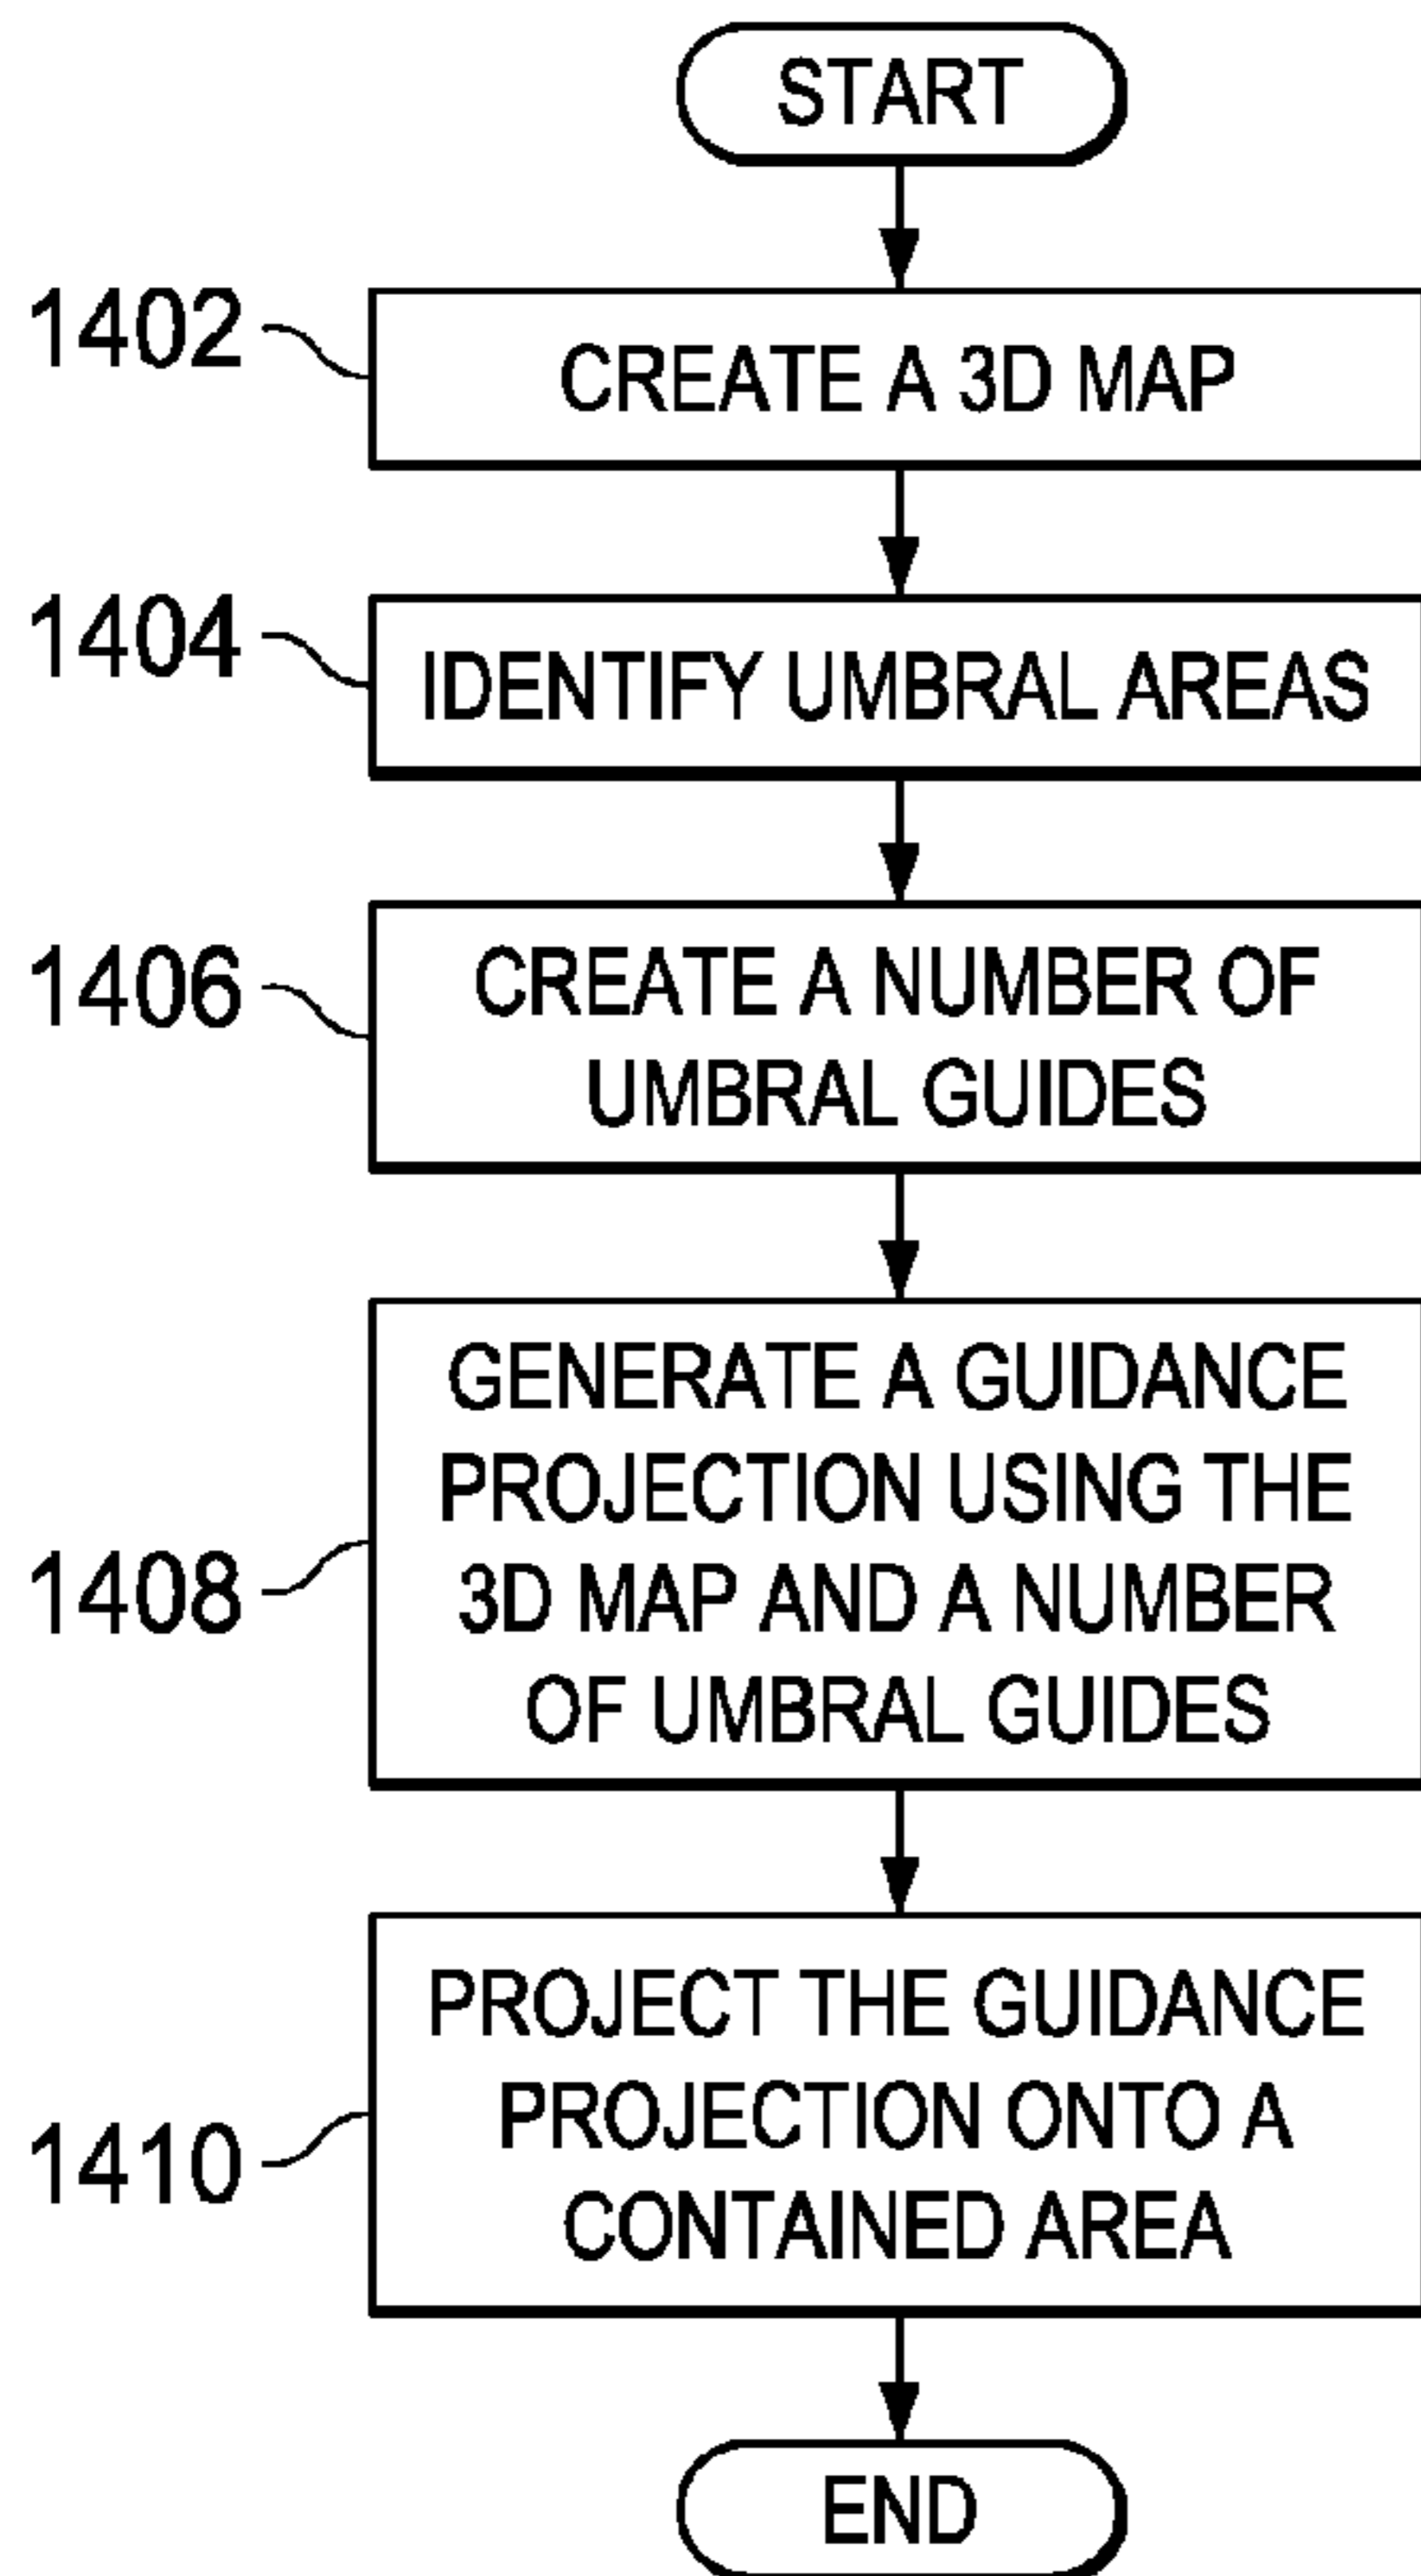 START
1402
CREATE A 3D MAP
1404
IDENTIFY UMBRAL AREAS
1406
CREATE A NUMBER OF
UMBRAL GUIDES
1408
GENERATE A GUIDANCE
PROJECTION USING THE
3D MAP AND A NUMBER
OF UMBRAL GUIDES
1410
PROJECT THE GUIDANCE
PROJECTION ONTO A
CONTAINED AREA
END